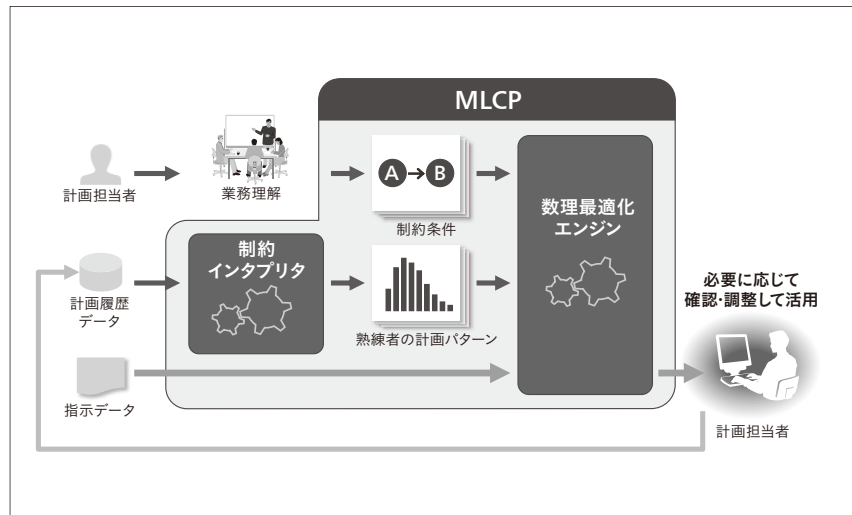 MLCP
計画担当者
業務理解
A→B
制約条件
数理最適化
エンジン
計画履歴
データ
制約
インタプリタ
熟練者の計画パターン
指示データ
必要に応じて
確認・調整して活用
計画担当者